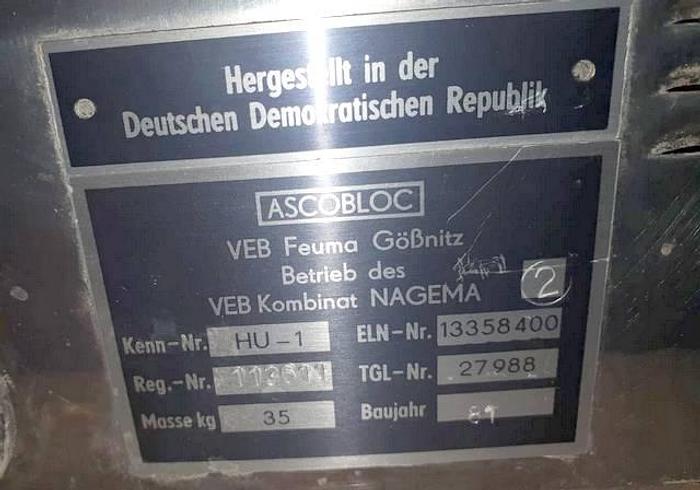 Hergestellt in der
Deutschen Demokratischen Republik
ASCOBLOC
VEB Feuma Gößnitz
Betrieb des
VEB Kombinat NAGEMA 2
Kenn-Nr. HU-1 ELN-Nr. 13358400
Reg.-Nr. TGL-Nr. 27988
Masse kg 35 Baujahr